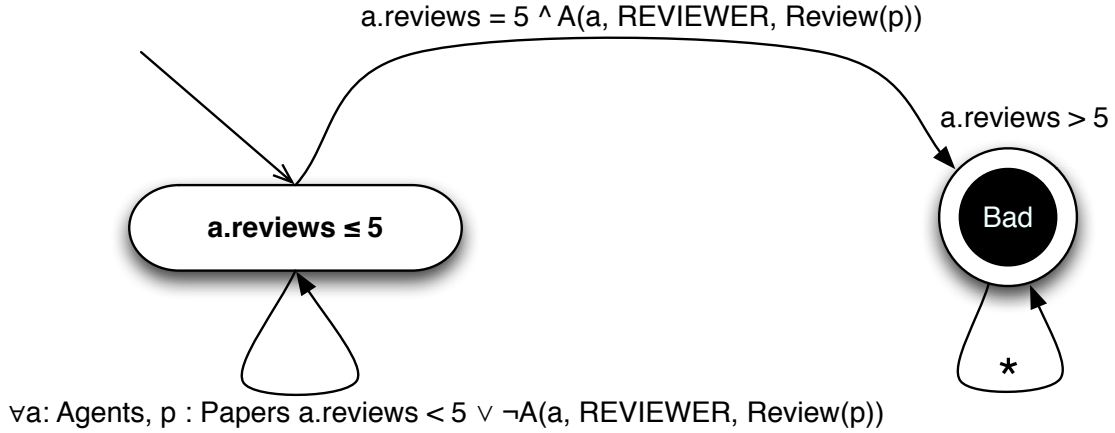 a.reviews = 5 ^ A(a, REVIEWER, Review(p))
a.reviews > 5
a.reviews ≤ 5
Bad
*
∀a: Agents, p : Papers a.reviews < 5 ∨ ¬A(a, REVIEWER, Review(p))